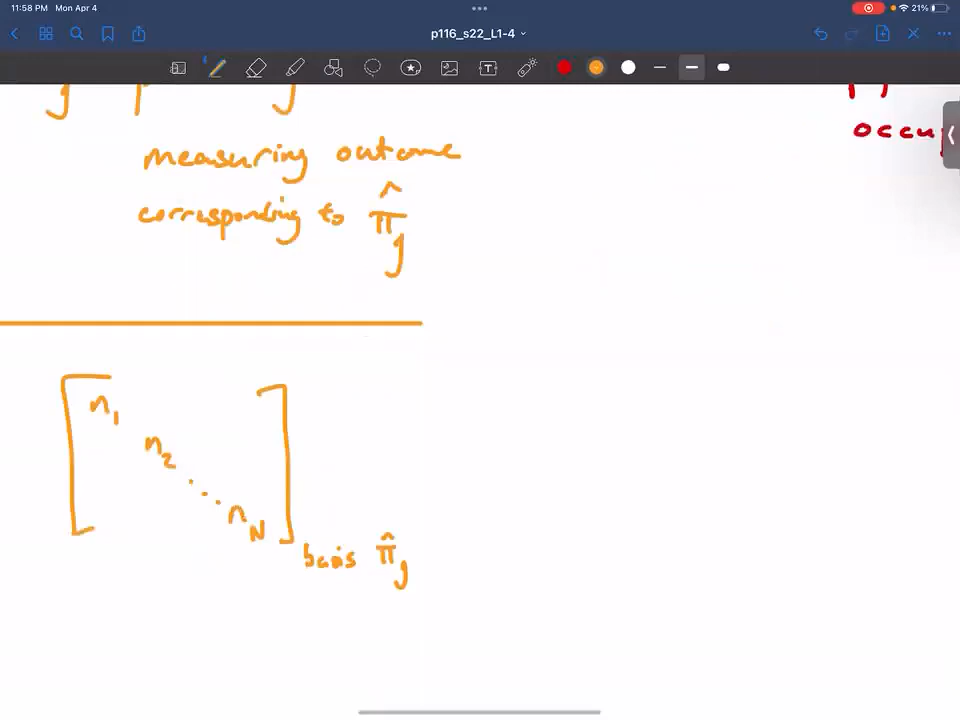 11:58 PM Mon Apr 4
21%
p116_s22_L1-4
g p g
occu
measuring outcome
corresponding to π̂g
n1
n2
...
nN
basis π̂g